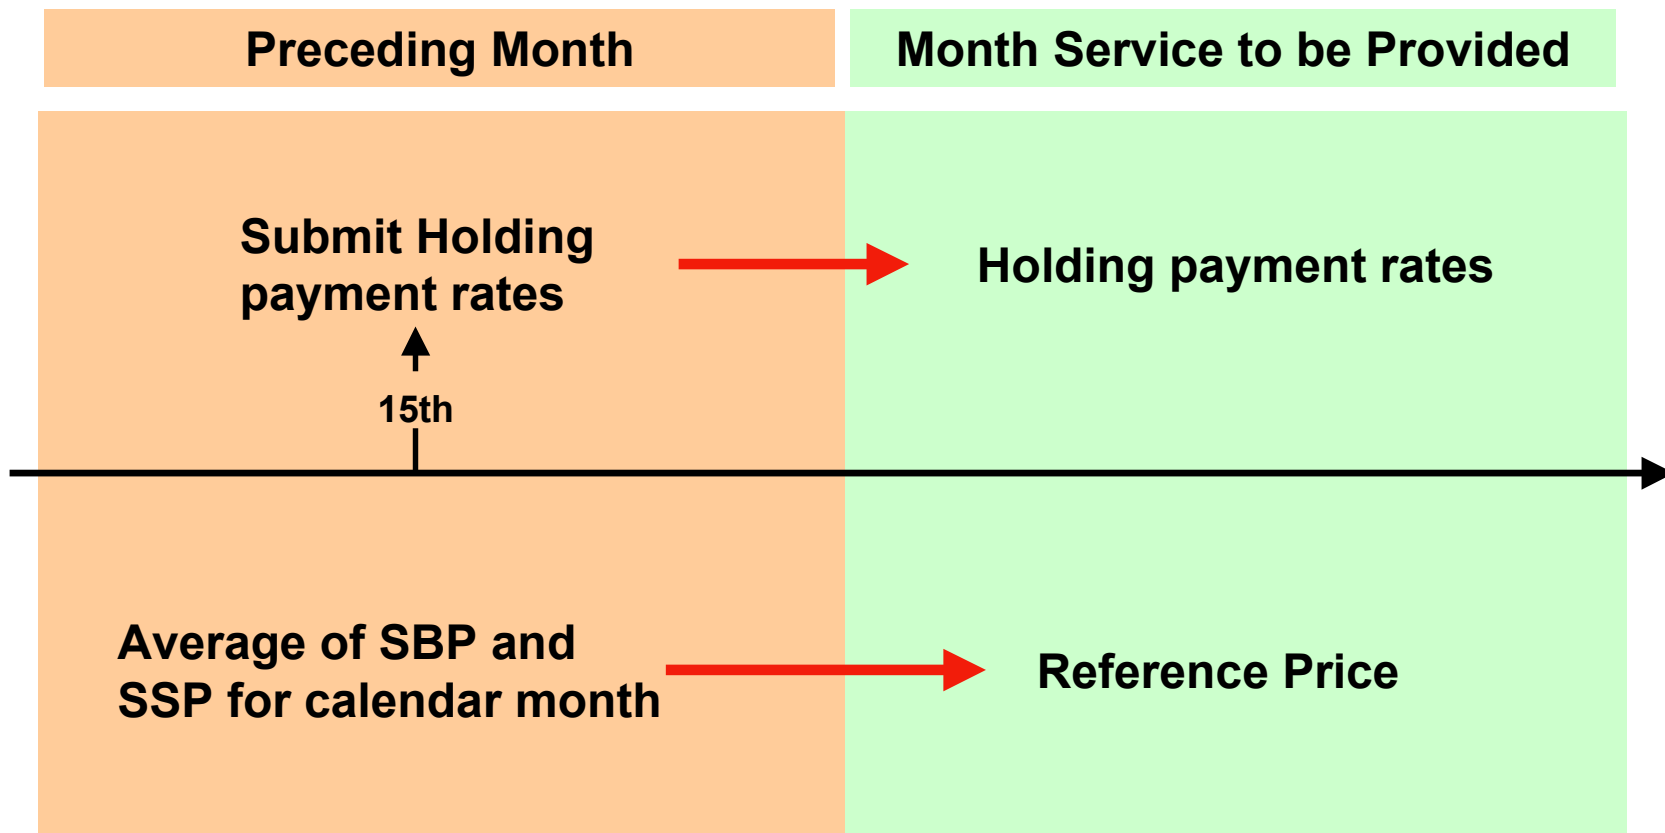 Preceding Month
Month Service to be Provided
Submit Holding
payment rates
Holding payment rates
15th
Average of SBP and
SSP for calendar month
Reference Price